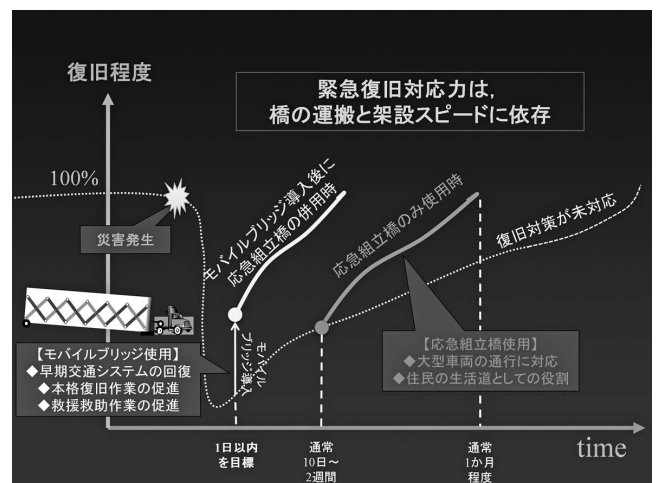 復旧程度
緊急復旧対応力は,
橋の運搬と架設スピードに依存
100%
災害発生
モバイルブリッジ導入後に
応急組立橋の併用時
応急組立橋のみ使用時
復旧対策が未対応
【モバイルブリッジ使用】
◆早期交通システムの回復
◆本格復旧作業の促進
◆救援救助作業の促進
モバイル
ブリッジ導入
【応急組立橋使用】
◆大型車両の通行に対応
◆住民の生活道としての役割
1日以内
を目標
通常
10日~
2週間
通常
1か月
程度
time